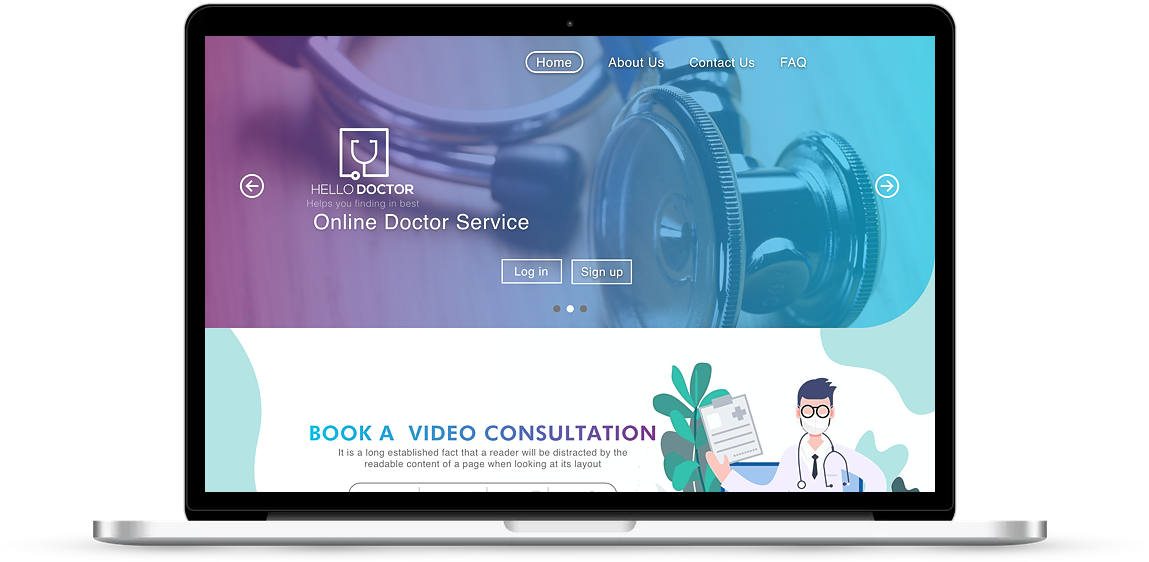 Home About Us Contact Us FAQ
HELLO DOCTOR
Helps you finding in best
Online Doctor Service
Log in Sign up
BOOK A VIDEO CONSULTATION
It is a long established fact that a reader will be distracted by the
readable content of a page when looking at its layout